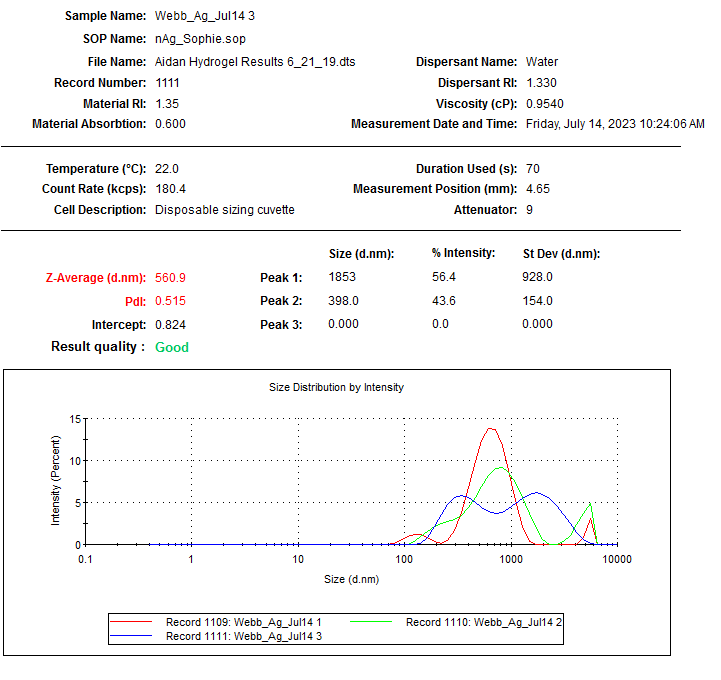 Sample Name: Webb_Ag_Jul14 3
SOP Name: nAg_Sophie.sop
File Name: Aidan Hydrogel Results 6_21_19.dts Dispersant Name: Water
Record Number: 1111 Dispersant RI: 1.330
Material RI: 1.35 Viscosity (cP): 0.9540
Material Absorbtion: 0.600 Measurement Date and Time: Friday, July 14, 2023 10:24:06 AM
Temperature (°C): 22.0 Duration Used (s): 70
Count Rate (kcps): 180.4 Measurement Position (mm): 4.65
Cell Description: Disposable sizing cuvette Attenuator: 9
Size (d.nm): % Intensity: St Dev (d.nm):
Z-Average (d.nm): 560.9 Peak 1: 1853 56.4 928.0
PdI: 0.515 Peak 2: 398.0 43.6 154.0
Intercept: 0.824 Peak 3: 0.000 0.0 0.000
Result quality : Good
Size Distribution by Intensity
15
10
5
0
Intensity (Percent)
0.1 1 10 100 1000 10000
Size (d.nm)
Record 1109: Webb_Ag_Jul14 1 Record 1110: Webb_Ag_Jul14 2
Record 1111: Webb_Ag_Jul14 3